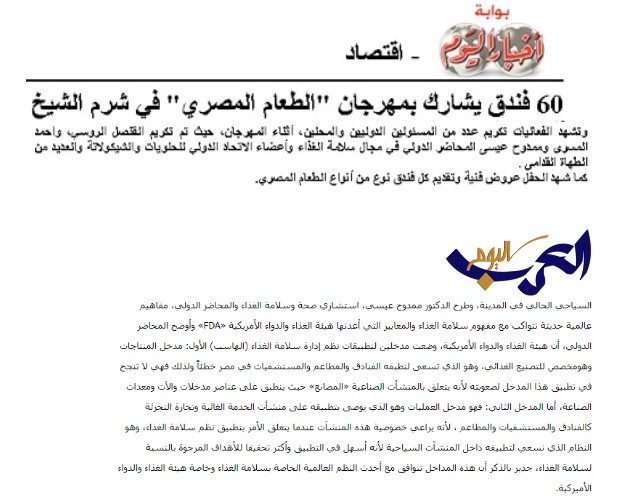 بوابة
أخبار اليوم
- اقتصاد
60 فندق يشارك بمهرجان "الطعام المصري" في شرم الشيخ
وتشهد الفعاليات تكريم عدد من المسئولين الدوليين والمحلين، أثناء المهرجان، حيث تم تكريم القنصل الروسي، واحمد
المسرى وممدوح عيسى المحاضر الدولي في مجال سلامة الغذاء وأعضاء الاتحاد الدولي للحلويات والشيكولاتة والعديد من
الطهاة القدامى.
كما شهد الحفل عروض فنية وتقديم كل فندق نوع من أنواع الطعام المصري.
العرب اليوم
السياحي الحالي في المدينة، وطرح الدكتور ممدوح عيسى، استشاري صحة وسلامة الغذاء والمحاضر الدولي، مفاهيم
عالمية حديثة تتواكب مع مفهوم سلامة الغذاء والمعايير التي أعدتها هيئة الغذاء والدواء الأمريكية «FDA» وأوضح المحاضر
الدولي، أن هيئة الغذاء والدواء الأمريكية، وضعت مدخلين لتطبيقات نظم إدارة سلامة الغذاء (الهاسب) الأول: مدخل المنتاجات
وهومخصص للتصنيع الغذائي، وهو الذي تسعى لتطبقه الفنادق والمطاعم والمستشفيات في مصر خطئاً ولذلك فهي لا تنجح
في تطبيق هذا المدخل لصعوبته لأنه يتعلق بالمنشآت الصناعية «المصانع» حيث ينطبق على عناصر مدخلات وآلات ومعدات
الصناعة، أما المدخل الثاني: فهو مدخل العمليات وهو الذي يوصى بتطبيقه على منشآت الخدمة الغائية وتجارة التجزئة
كالفنادق والمستشفيات والمطاعم ، لأنه يراعي خصوصية هذه المنشآت عندما يتعلق الأمر بتطبيق نظم سلامة الغذاء، وهو
النظام الذي نسعي لتطبيقه داخل المنشآت السياحية لأنه أسهل في التطبيق وأكثر تحقيقا للأهداف المرجوة بالنسبة
لسلامة الغذاء، جدير بالذكر أن هذه المداخل تتوافق مع أحدث النظم العالمية الخاصة بسلامة الغذاء وخاصة هيئة الغذاء والدواء
الأميركية.